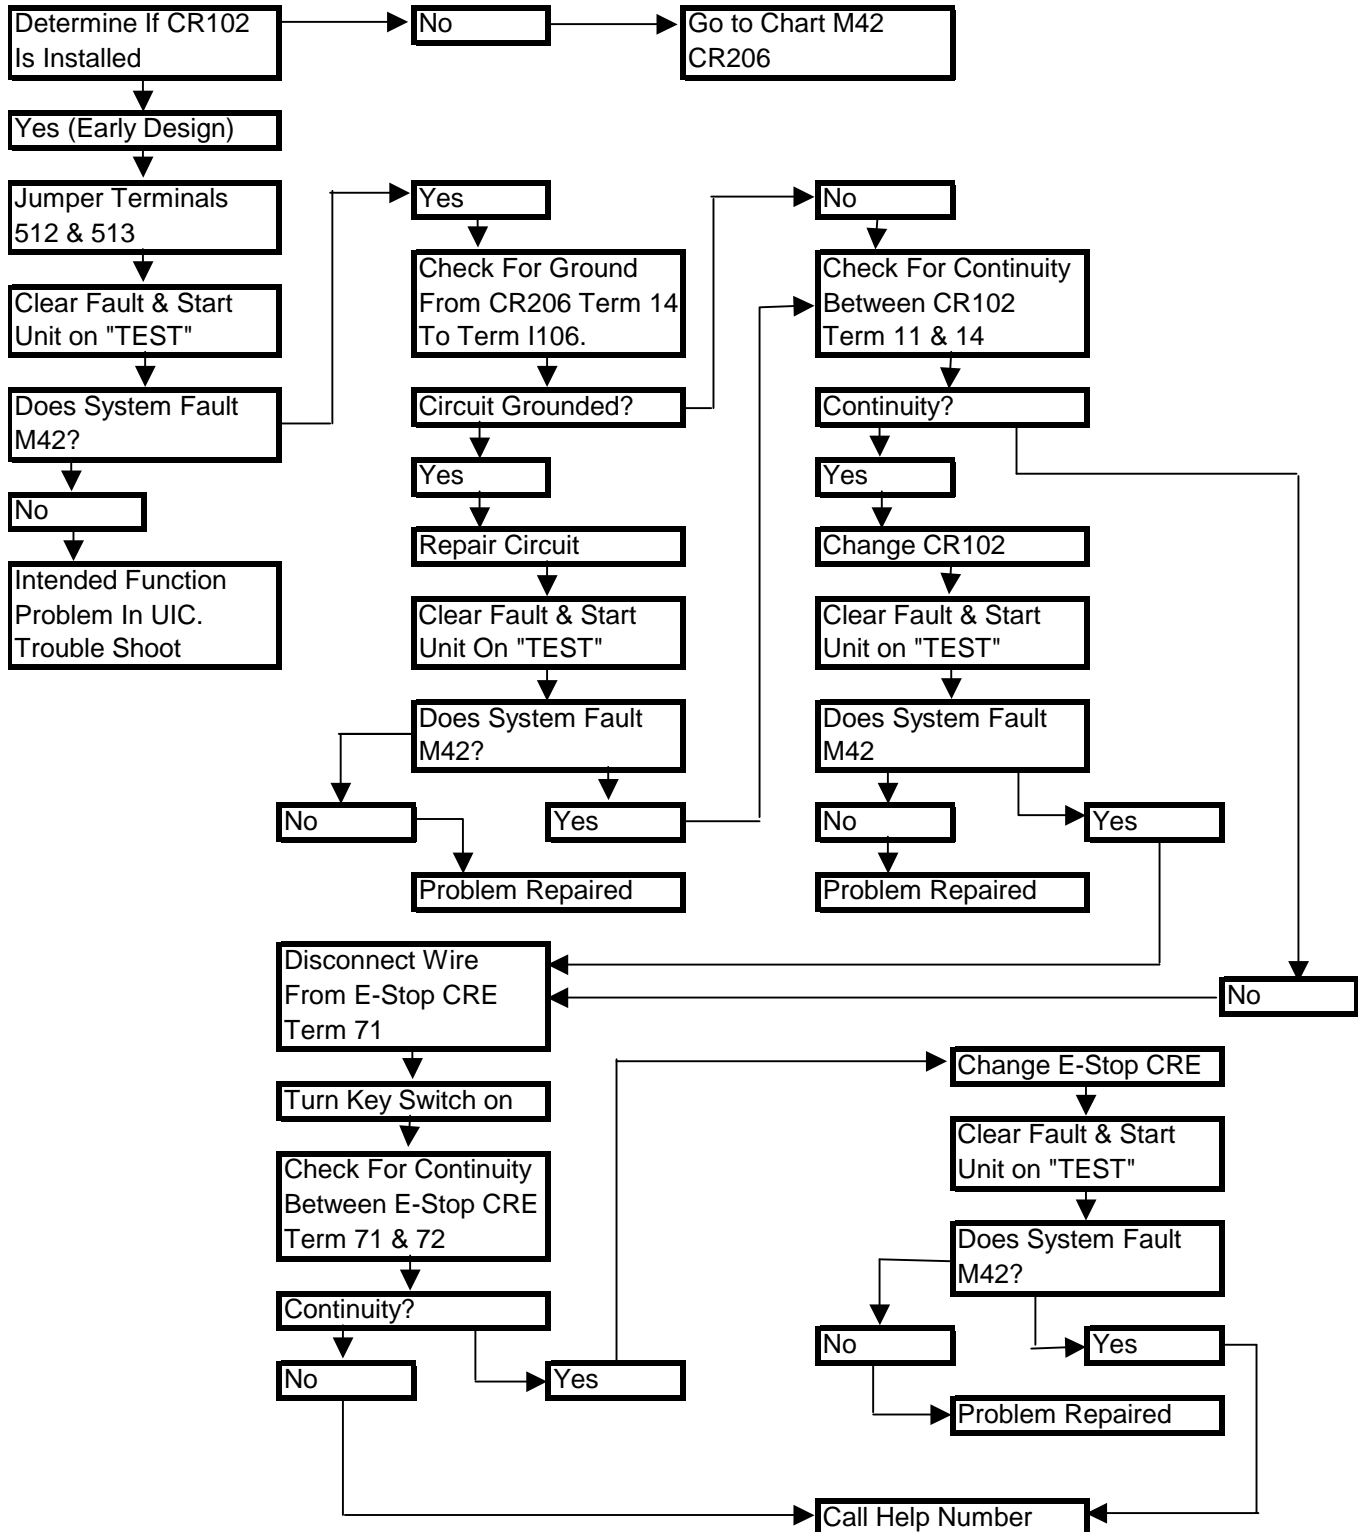 Determine If CR102
Is Installed
No
Go to Chart M42
CR206
Yes (Early Design)
Jumper Terminals
512 & 513
Clear Fault & Start
Unit on "TEST"
Does System Fault
M42?
No
Intended Function
Problem In UIC.
Trouble Shoot
Yes
Check For Ground
From CR206 Term 14
To Term I106.
Circuit Grounded?
Yes
Repair Circuit
Clear Fault & Start
Unit On "TEST"
Does System Fault
M42?
No
Yes
Problem Repaired
No
Check For Continuity
Between CR102
Term 11 & 14
Continuity?
Yes
Change CR102
Clear Fault & Start
Unit on "TEST"
Does System Fault
M42
No
Yes
Problem Repaired
No
Disconnect Wire
From E-Stop CRE
Term 71
Turn Key Switch on
Check For Continuity
Between E-Stop CRE
Term 71 & 72
Continuity?
No
Yes
Change E-Stop CRE
Clear Fault & Start
Unit on "TEST"
Does System Fault
M42?
No
Yes
Problem Repaired
Call Help Number